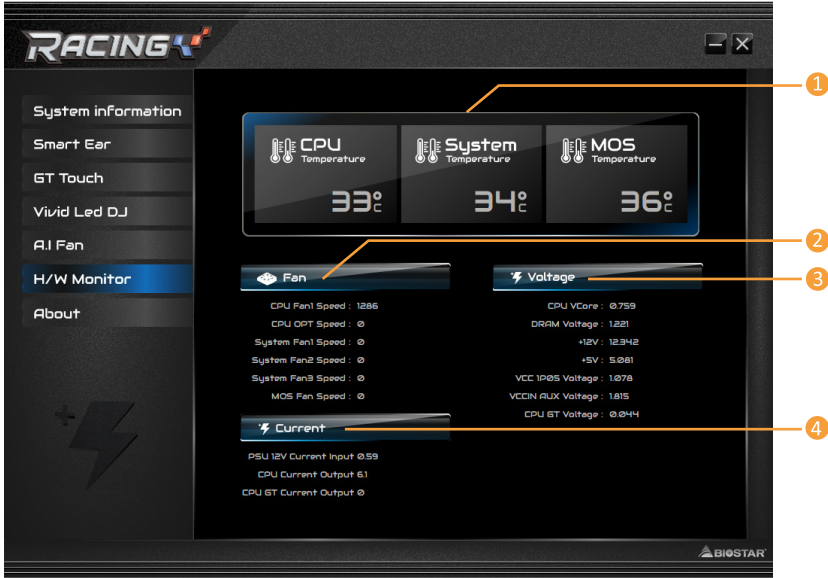 RACING
1
System information
Smart Ear
GT Touch
Vivid Led DJ
A.I Fan
H/W Monitor
About
CPU
Temperature
33°C
System
Temperature
34°C
MOS
Temperature
36°C
2
Fan
CPU Fan1 Speed : 1286
CPU OPT Speed : 0
System Fan1 Speed : 0
System Fan2 Speed : 0
System Fan3 Speed : 0
MOS Fan Speed : 0
3
Voltage
CPU VCore : 0.759
DRAM Voltage : 1.221
+12V : 12.342
+5V : 5.081
VCC 1P05 Voltage : 1.078
VCCIN AUX Voltage : 1.815
CPU GT Voltage : 0.044
4
Current
PSU 12V Current Input 0.59
CPU Current Output 6.1
CPU GT Current Output 0
BIOSTAR